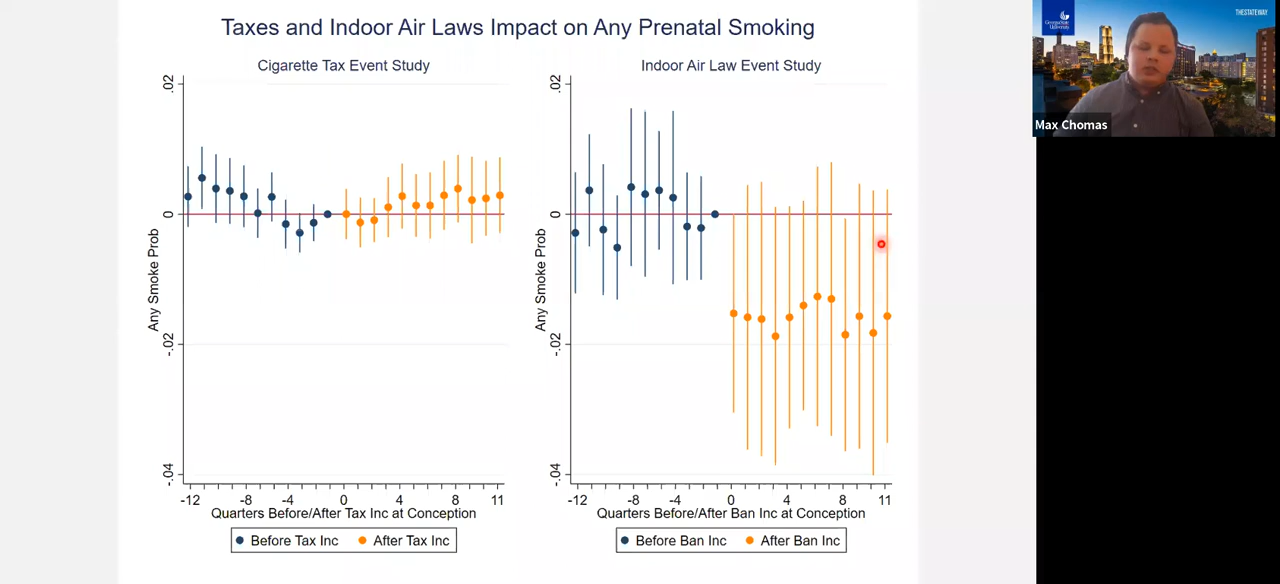 Taxes and Indoor Air Laws Impact on Any Prenatal Smoking
Cigarette Tax Event Study
.02
0
-.02
-.04
Any Smoke Prob
-12 -8 -4 0 4 8 11
Quarters Before/After Tax Inc at Conception
Before Tax Inc After Tax Inc
Indoor Air Law Event Study
.02
0
-.02
-.04
Any Smoke Prob
-12 -8 -4 0 4 8 11
Quarters Before/After Ban Inc at Conception
Before Ban Inc After Ban Inc
THESTATEWAY
GeorgiaState
University
Max Chomas